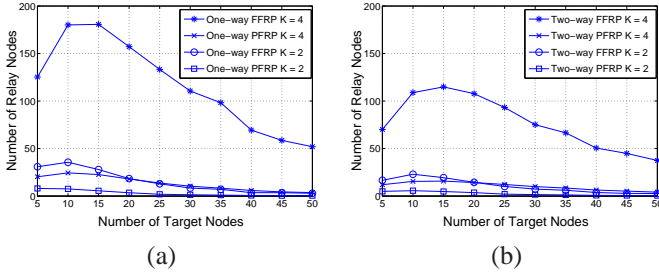 200
150
100
50
0
Number of Relay Nodes
One-way FFRP K = 4
One-way PFRP K = 4
One-way FFRP K = 2
One-way PFRP K = 2
5 10 15 20 25 30 35 40 45 50
Number of Target Nodes
(a)
200
150
100
50
0
Number of Relay Nodes
Two-way FFRP K = 4
Two-way PFRP K = 4
Two-way FFRP K = 2
Two-way PFRP K = 2
5 10 15 20 25 30 35 40 45 50
Number of Target Nodes
(b)